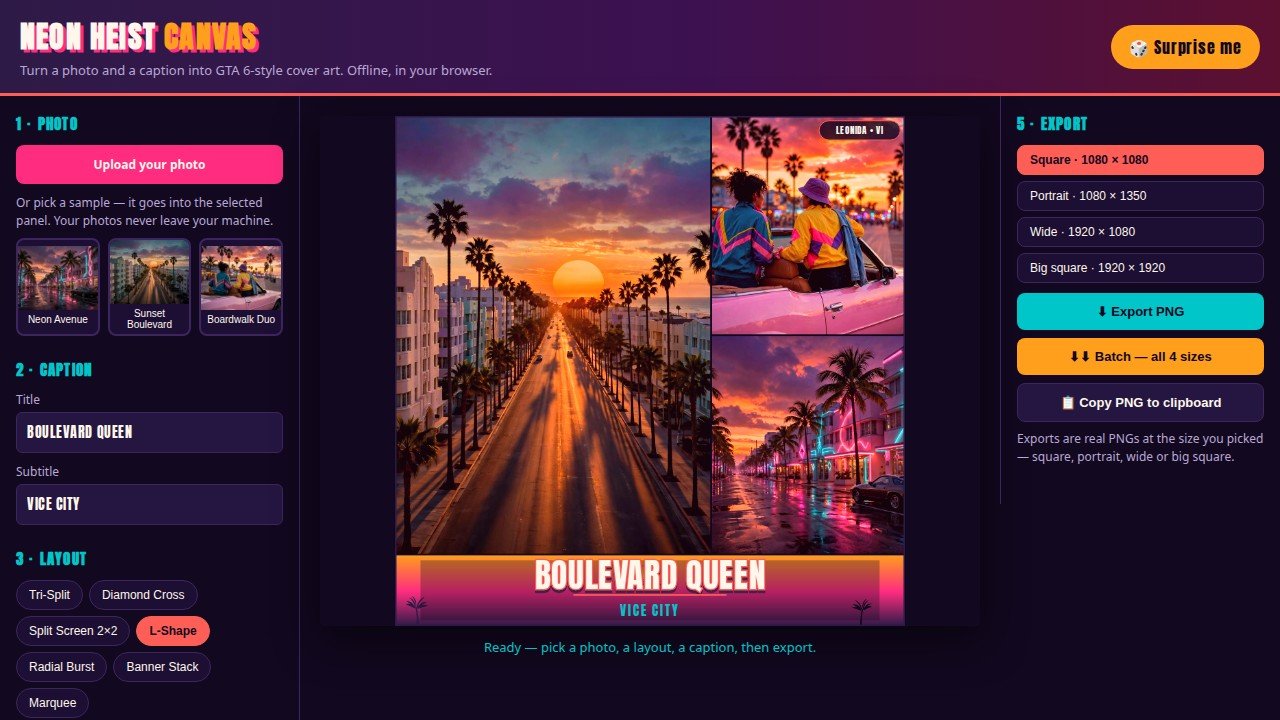 NEON HEIST CANVAS
Turn a photo and a caption into GTA 6-style cover art. Offline, in your browser.
🎲 Surprise me
1 · PHOTO
Upload your photo
Or pick a sample — it goes into the selected
panel. Your photos never leave your machine.
Neon Avenue
Sunset
Boulevard
Boardwalk Duo
2 · CAPTION
Title
BOULEVARD QUEEN
Subtitle
VICE CITY
3 · LAYOUT
Tri-Split
Diamond Cross
Split Screen 2×2
L-Shape
Radial Burst
Banner Stack
Marquee
LEONIDA • VI
BOULEVARD QUEEN
VICE CITY
Ready — pick a photo, a layout, a caption, then export.
5 · EXPORT
Square · 1080 × 1080
Portrait · 1080 × 1350
Wide · 1920 × 1080
Big square · 1920 × 1920
⬇ Export PNG
⬇⬇ Batch — all 4 sizes
📋 Copy PNG to clipboard
Exports are real PNGs at the size you picked
— square, portrait, wide or big square.